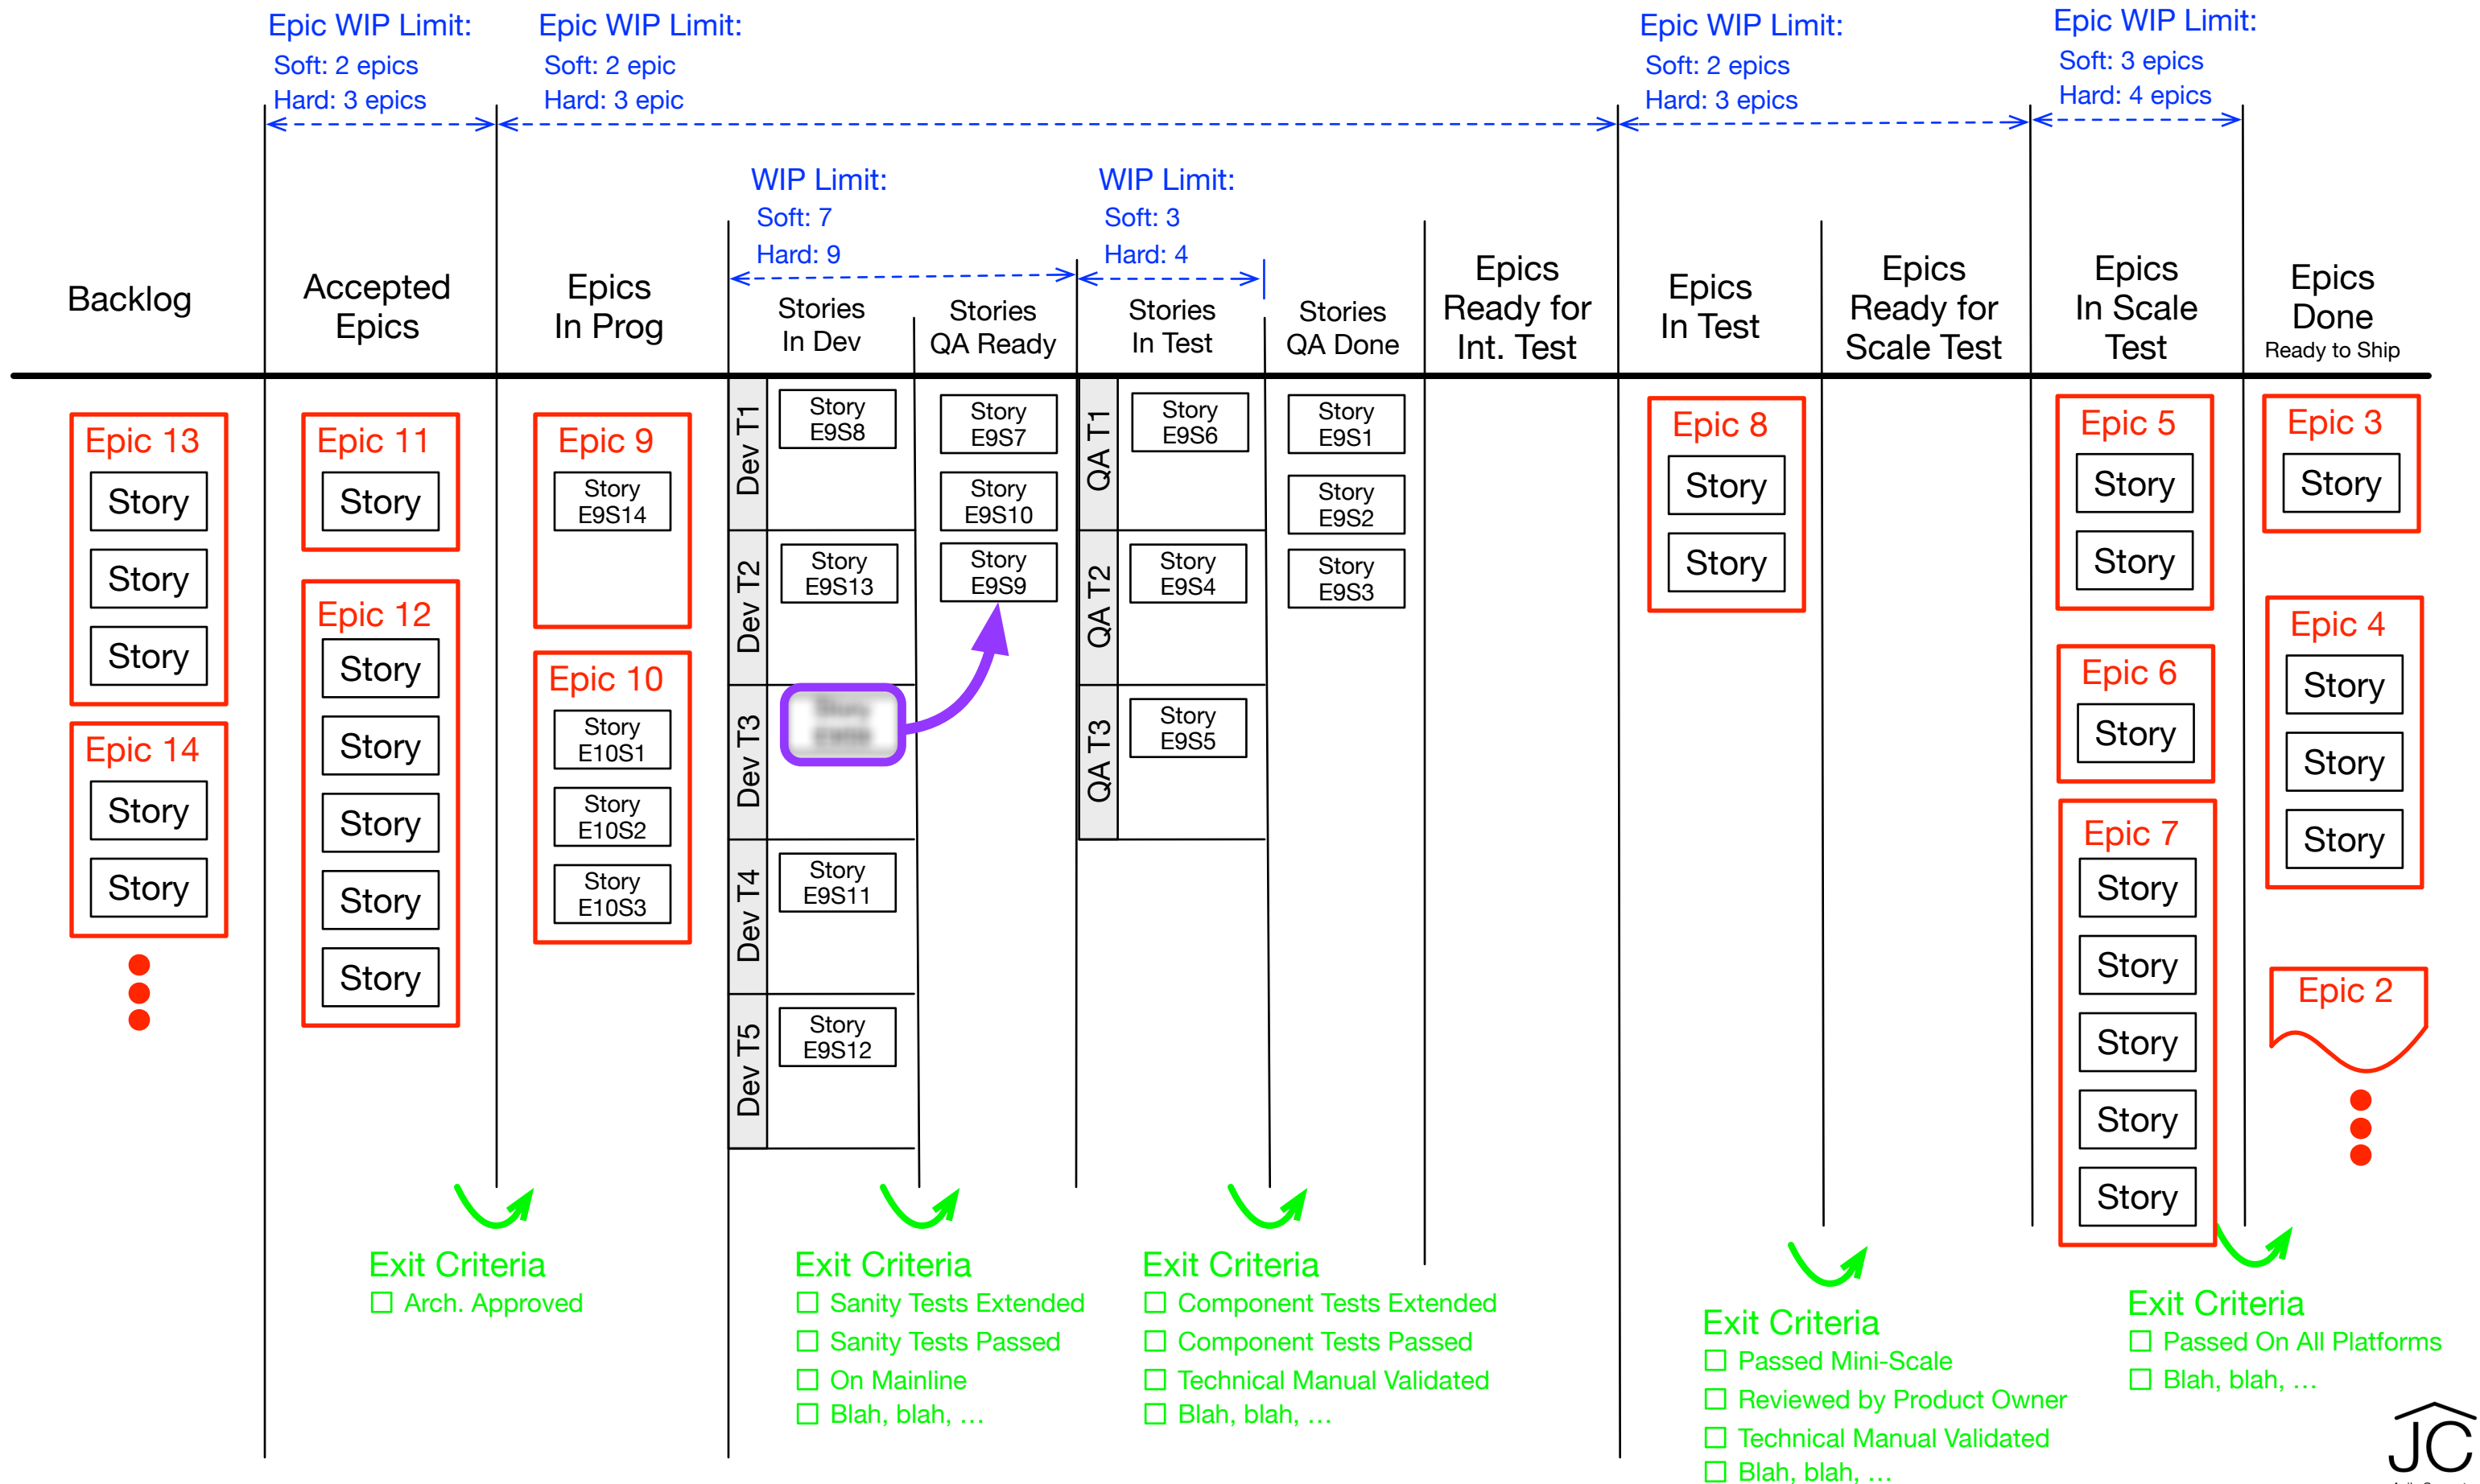 Epic WIP Limit:
Soft: 2 epics
Hard: 3 epics
Epic WIP Limit:
Soft: 2 epic
Hard: 3 epic
Epic WIP Limit:
Soft: 2 epics
Hard: 3 epics
Epic WIP Limit:
Soft: 3 epics
Hard: 4 epics
WIP Limit:
Soft: 7
Hard: 9
WIP Limit:
Soft: 3
Hard: 4
Backlog
Accepted
Epics
Epics
In Prog
Stories
In Dev
Stories
QA Ready
Stories
In Test
Stories
QA Done
Epics
Ready for
Int. Test
Epics
In Test
Epics
Ready for
Scale Test
Epics
In Scale
Test
Epics
Done
Ready to Ship
Epic 13
Story
Story
Story
Epic 14
Story
Story
Epic 11
Story
Epic 12
Story
Story
Story
Story
Story
Epic 9
Story
E9S14
Epic 10
Story
E10S1
Story
E10S2
Story
E10S3
Dev T1
Story
E9S8
Dev T2
Story
E9S13
Dev T3
Dev T4
Story
E9S11
Dev T5
Story
E9S12
Story
E9S7
Story
E9S10
Story
E9S9
QA T1
Story
E9S6
QA T2
Story
E9S4
QA T3
Story
E9S5
Story
E9S1
Story
E9S2
Story
E9S3
Epic 8
Story
Story
Epic 5
Story
Story
Epic 6
Story
Epic 7
Story
Story
Story
Story
Story
Epic 3
Story
Epic 4
Story
Story
Story
Epic 2
Exit Criteria
Arch. Approved
Exit Criteria
Sanity Tests Extended
Sanity Tests Passed
On Mainline
Blah, blah, …
Exit Criteria
Component Tests Extended
Component Tests Passed
Technical Manual Validated
Blah, blah, …
Exit Criteria
Passed Mini-Scale
Reviewed by Product Owner
Technical Manual Validated
Blah, blah, …
Exit Criteria
Passed On All Platforms
Blah, blah, …
JC